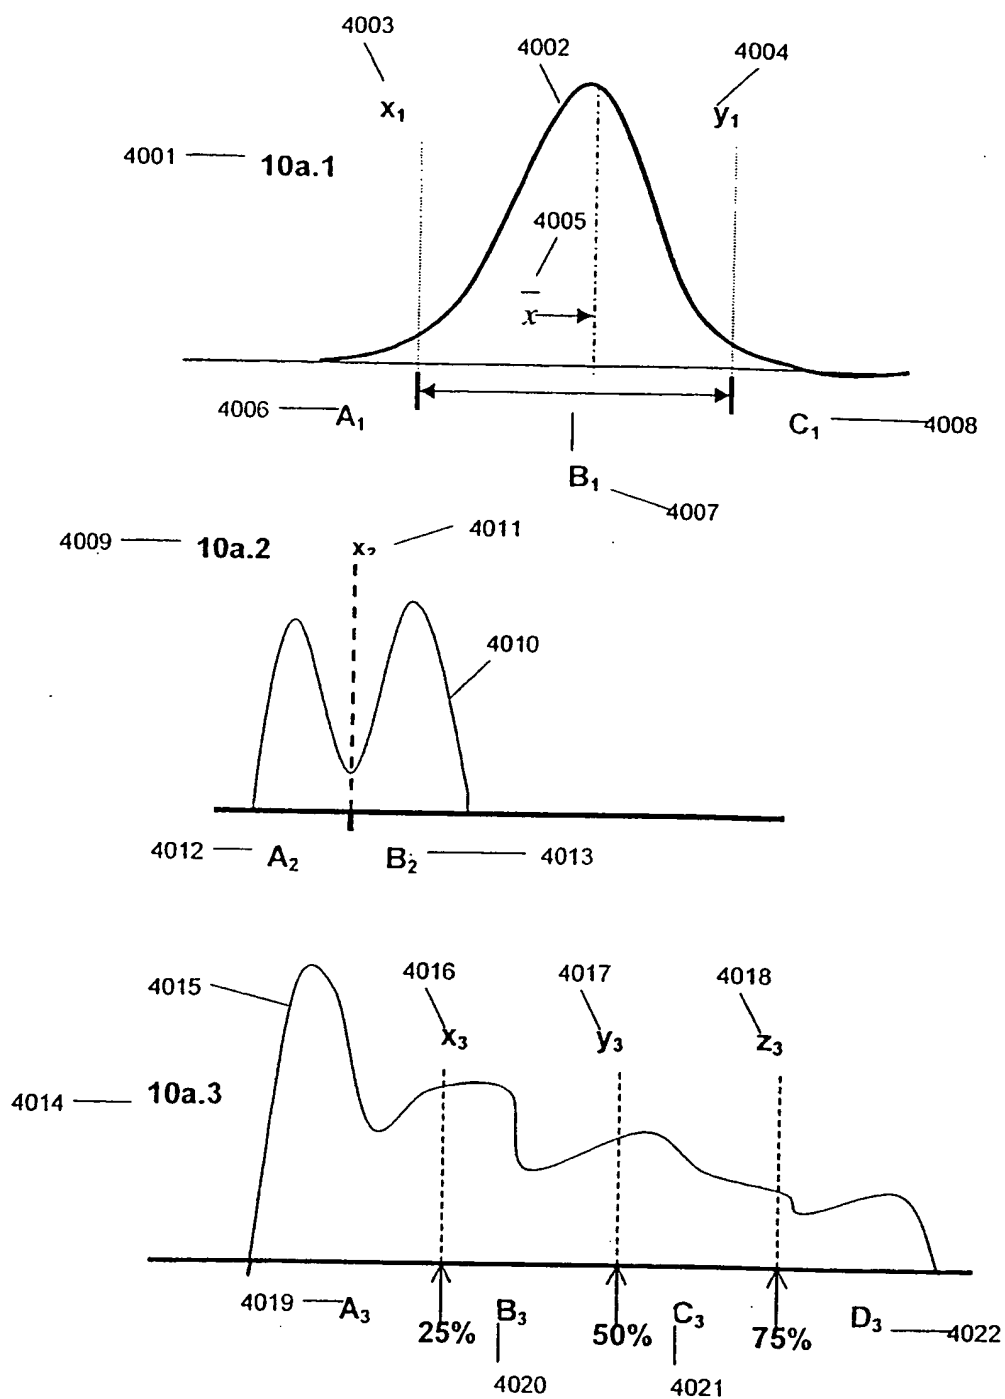 4003
4002
4004
x₁
y₁
4001
10a.1
4005
x̄
4006
A₁
C₁
4008
B₁
4007
4009
10a.2
x₂
4011
4010
4012
A₂
B₂
4013
4015
4016
4017
4018
x₃
y₃
z₃
4014
10a.3
4019
A₃
B₃
C₃
D₃
4022
25%
50%
75%
4020
4021